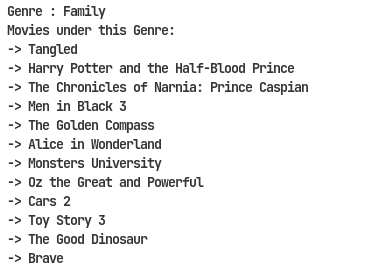 Genre : Family
Movies under this Genre:
-> Tangled
-> Harry Potter and the Half-Blood Prince
-> The Chronicles of Narnia: Prince Caspian
-> Men in Black 3
-> The Golden Compass
-> Alice in Wonderland
-> Monsters University
-> Oz the Great and Powerful
-> Cars 2
-> Toy Story 3
-> The Good Dinosaur
-> Brave